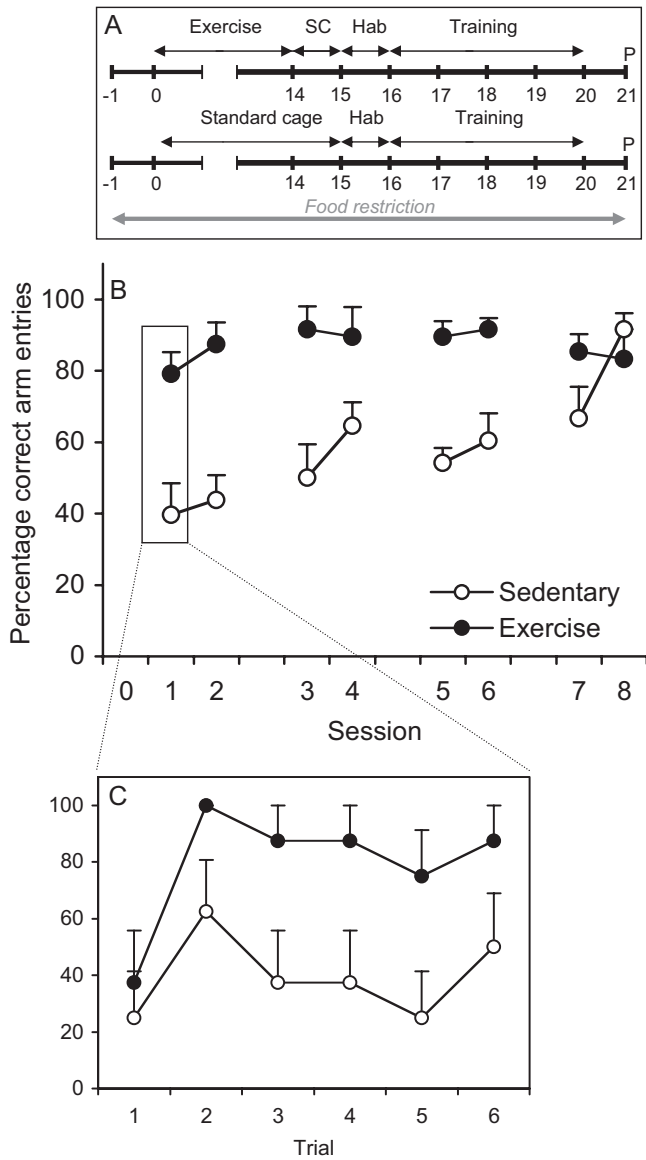 A
Exercise SC Hab Training
P
-1 0 14 15 16 17 18 19 20 21
Standard cage Hab Training
P
-1 0 14 15 16 17 18 19 20 21
Food restriction
B
Percentage correct arm entries
100
80
60
40
20
0
Sedentary
Exercise
0 1 2 3 4 5 6 7 8
Session
C
100
80
60
40
20
0
1 2 3 4 5 6
Trial